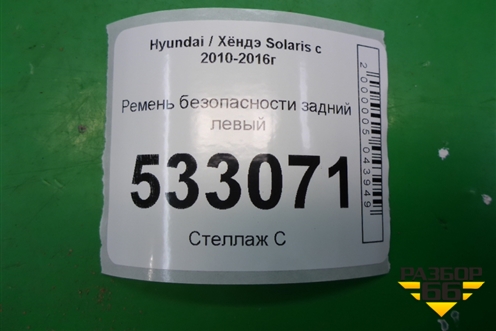 Hyundai / Хёндэ Solaris с
2010-2016г
Ремень безопасности задний
левый
533071
Стеллаж С
2000005043949
РАЗБОР
66